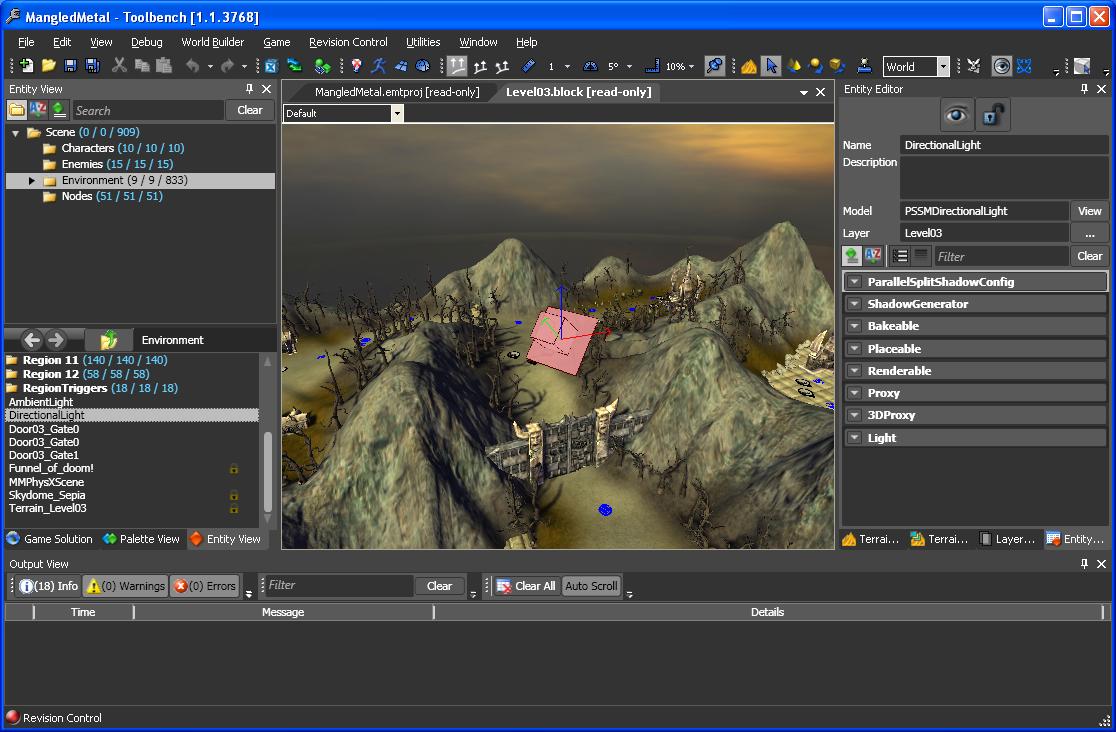 MangledMetal - Toolbench [1.1.3768]
File Edit View Debug World Builder Game Revision Control Utilities Window Help
1 5° 10% World
Entity View
Search Clear
Scene (0 / 0 / 909)
Characters (10 / 10 / 10)
Enemies (15 / 15 / 15)
Environment (9 / 9 / 833)
Nodes (51 / 51 / 51)
Environment
Region 11 (140 / 140 / 140)
Region 12 (58 / 58 / 58)
RegionTriggers (18 / 18 / 18)
AmbientLight
DirectionalLight
Door03_Gate0
Door03_Gate0
Door03_Gate1
Funnel_of_doom!
MMPhysXScene
Skydome_Sepia
Terrain_Level03
Game Solution Palette View Entity View
MangledMetal.emtproj [read-only] Level03.block [read-only]
Default
Entity Editor
Name DirectionalLight
Description
Model PSSMDirectionalLight View
Layer Level03 ...
Filter Clear
ParallelSplitShadowConfig
ShadowGenerator
Bakeable
Placeable
Renderable
Proxy
3DProxy
Light
Terrai... Terrai... Layer... Entity...
Output View
(18) Info (0) Warnings (0) Errors Filter Clear Clear All Auto Scroll
Time Message Details
Revision Control